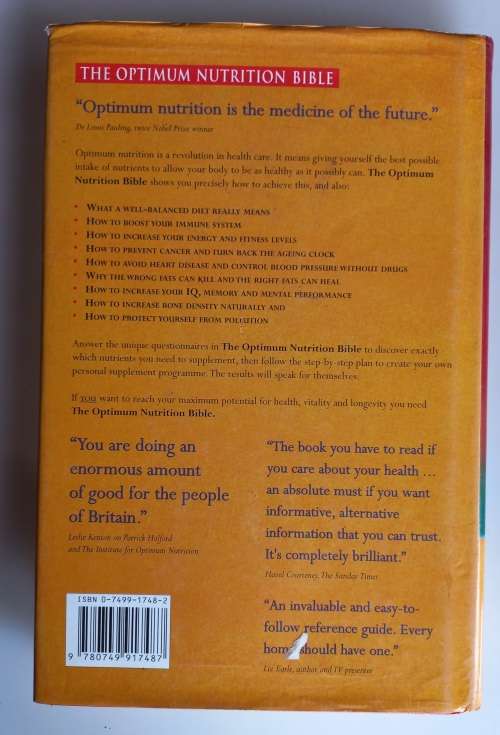 THE OPTIMUM NUTRITION BIBLE
“Optimum nutrition is the medicine of the future.”
Dr Linus Pauling, twice Nobel Prize winner
Optimum nutrition is a revolution in health care. It means giving yourself the best possible
intake of nutrients to allow your body to be as healthy as it possibly can. The Optimum
Nutrition Bible shows you precisely how to achieve this, and also:
• WHAT A WELL-BALANCED DIET REALLY MEANS
• HOW TO BOOST YOUR IMMUNE SYSTEM
• HOW TO INCREASE YOUR ENERGY AND FITNESS LEVELS
• HOW TO PREVENT CANCER AND TURN BACK THE AGEING CLOCK
• HOW TO AVOID HEART DISEASE AND CONTROL BLOOD PRESSURE WITHOUT DRUGS
• WHY THE WRONG FATS CAN KILL AND THE RIGHT FATS CAN HEAL
• HOW TO INCREASE YOUR IQ, MEMORY AND MENTAL PERFORMANCE
• HOW TO INCREASE BONE DENSITY NATURALLY AND
• HOW TO PROTECT YOURSELF FROM POLLUTION
Answer the unique questionnaires in The Optimum Nutrition Bible to discover exactly
which nutrients you need to supplement, then follow the step-by-step plan to create your own
personal supplement programme. The results will speak for themselves.
If you want to reach your maximum potential for health, vitality and longevity you need
The Optimum Nutrition Bible.
“You are doing an
enormous amount
of good for the people
of Britain.”
Leslie Kenton on Patrick Holford
and The Institute for Optimum Nutrition
“The book you have to read if
you care about your health ...
an absolute must if you want
informative, alternative
information that you can trust.
It's completely brilliant.”
Hazel Courteney, The Sunday Times
“An invaluable and easy-to-
follow reference guide. Every
hom should have one.”
Liz Earle, author and TV presenter
ISBN 0-7499-1748-2
9 780749 917487